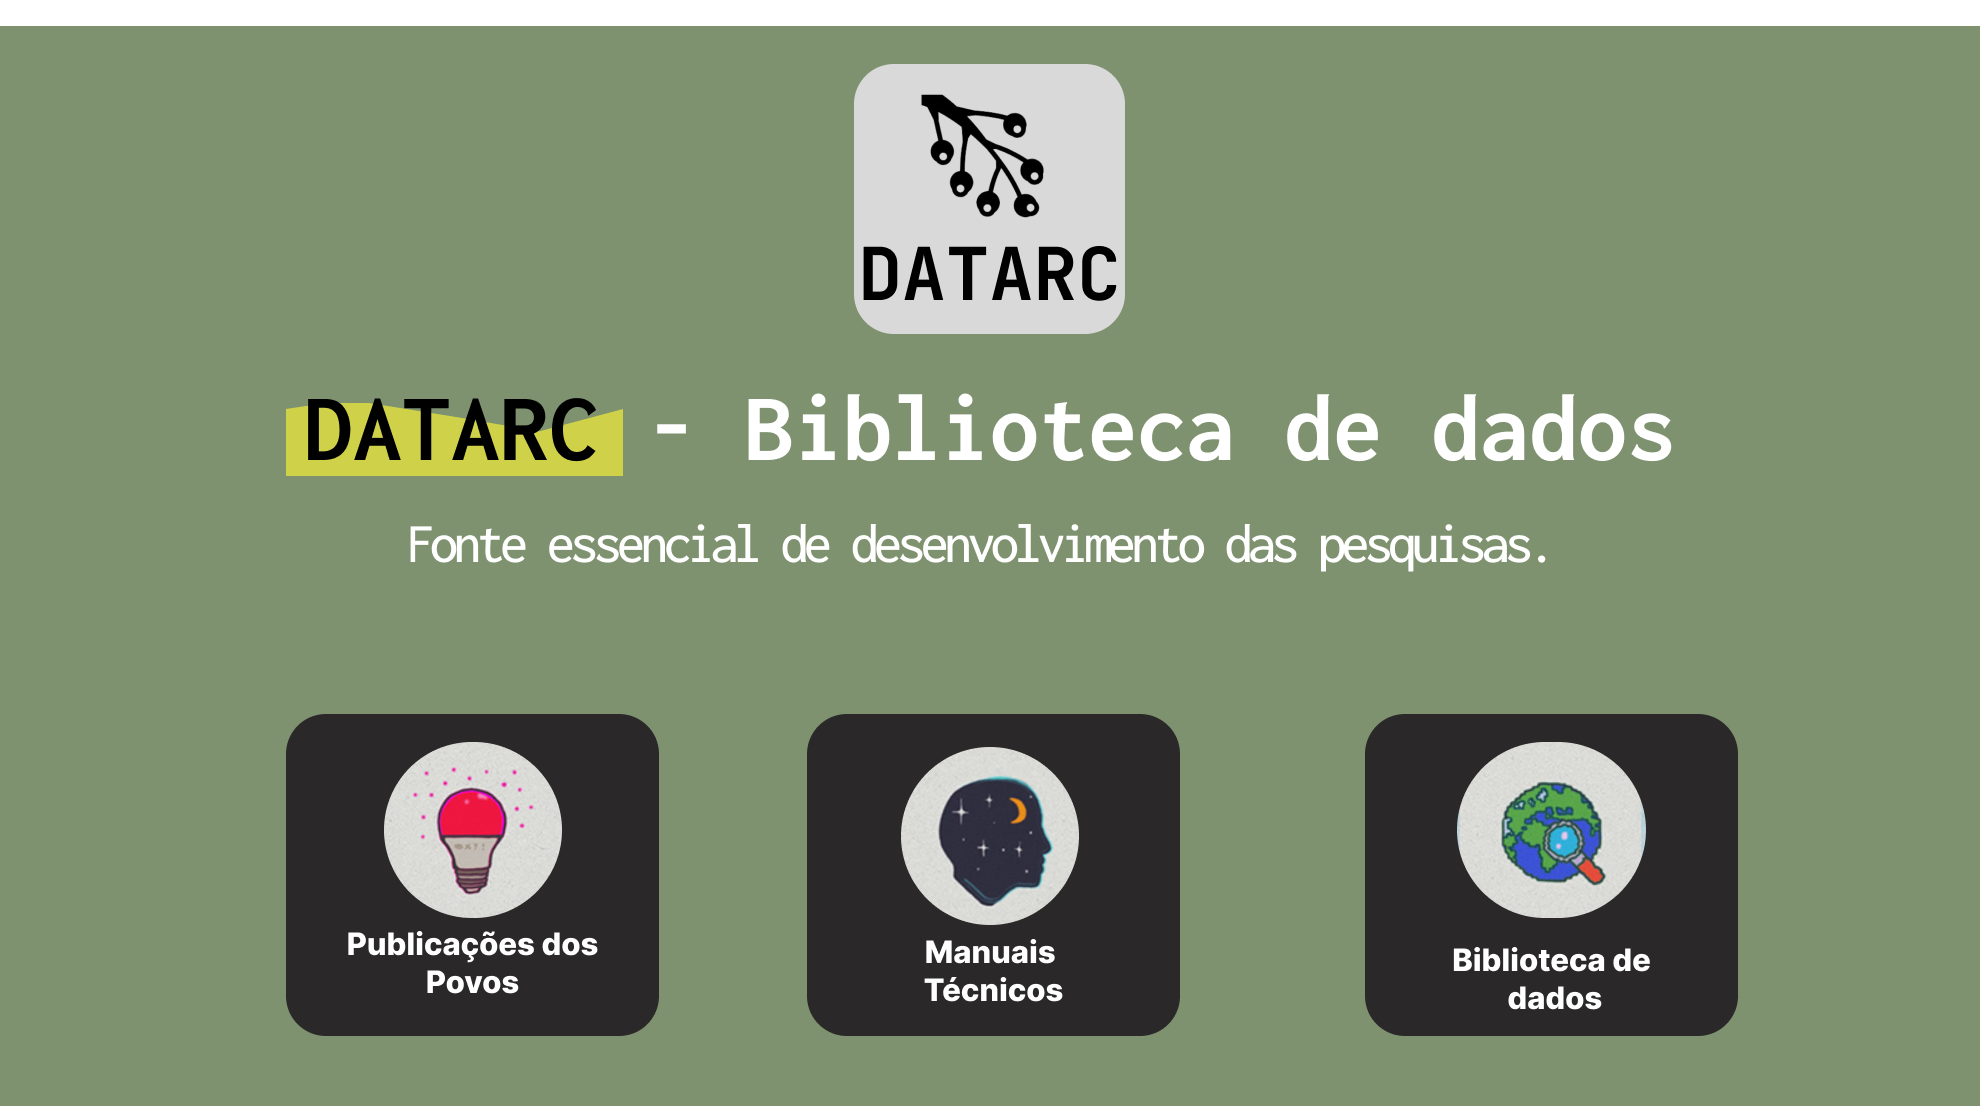 DATARC
DATARC - Biblioteca de dados
Fonte essencial de desenvolvimento das pesquisas.
Publicações dos
Povos
Manuais
Técnicos
Biblioteca de
dados